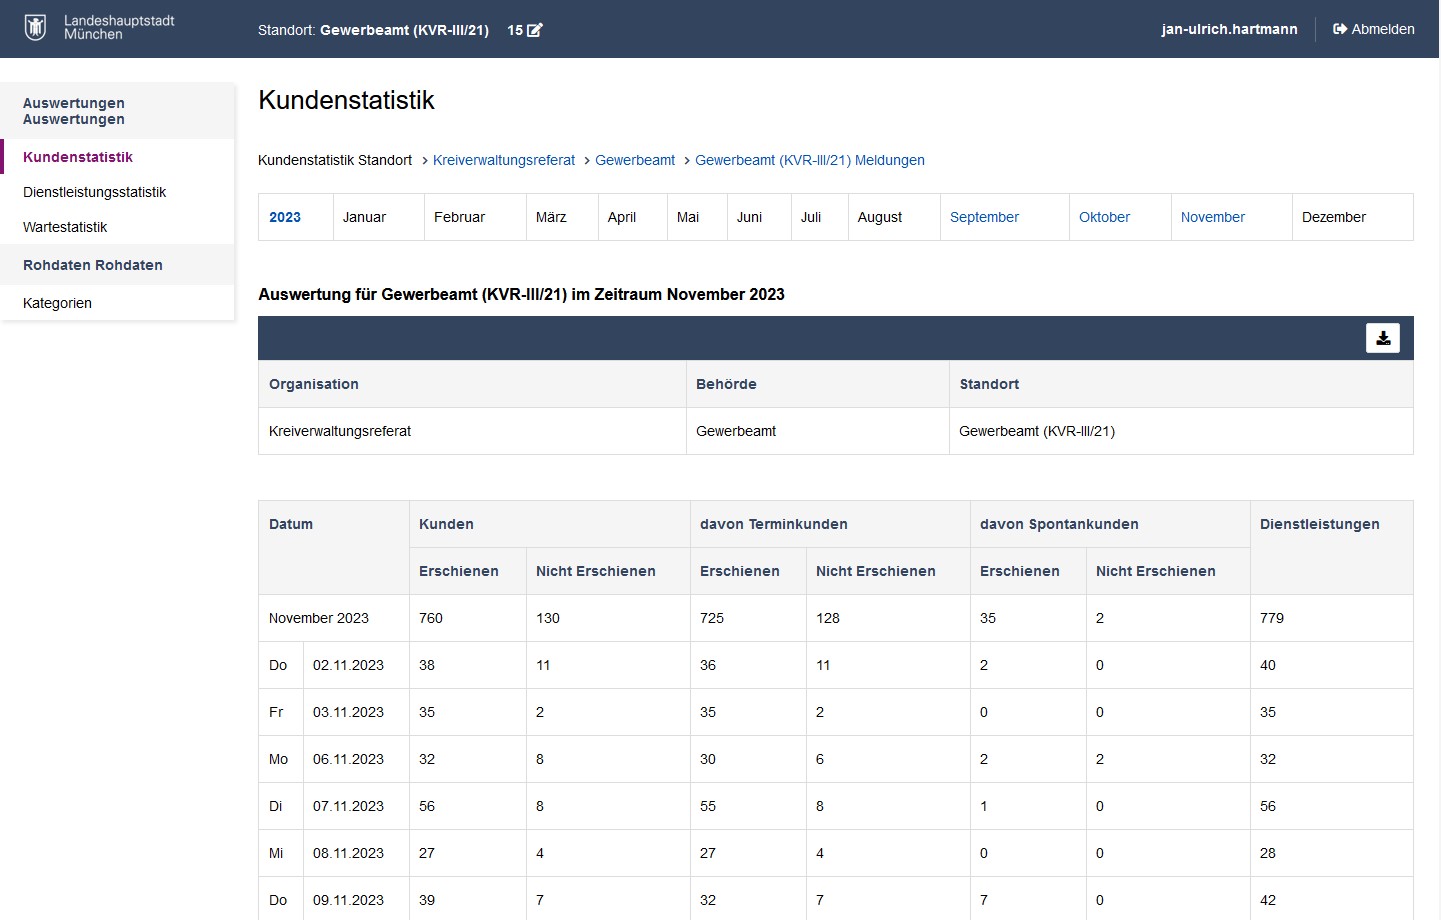 Landeshauptstadt
München
Standort: Gewerbeamt (KVR-III/21) 15
jan-ulrich.hartmann
Abmelden
Auswertungen
Auswertungen
Kundenstatistik
Dienstleistungsstatistik
Wartestatistik
Rohdaten Rohdaten
Kategorien
Kundenstatistik
Kundenstatistik Standort › Kreiverwaltungsreferat › Gewerbeamt › Gewerbeamt (KVR-III/21) Meldungen
2023 Januar Februar März April Mai Juni Juli August September Oktober November Dezember
Auswertung für Gewerbeamt (KVR-III/21) im Zeitraum November 2023
Organisation Behörde Standort
Kreiverwaltungsreferat Gewerbeamt Gewerbeamt (KVR-III/21)
Datum Kunden davon Terminkunden davon Spontankunden Dienstleistungen
Erschienen Nicht Erschienen Erschienen Nicht Erschienen Erschienen Nicht Erschienen
November 2023 760 130 725 128 35 2 779
Do 02.11.2023 38 11 36 11 2 0 40
Fr 03.11.2023 35 2 35 2 0 0 35
Mo 06.11.2023 32 8 30 6 2 2 32
Di 07.11.2023 56 8 55 8 1 0 56
Mi 08.11.2023 27 4 27 4 0 0 28
Do 09.11.2023 39 7 32 7 7 0 42